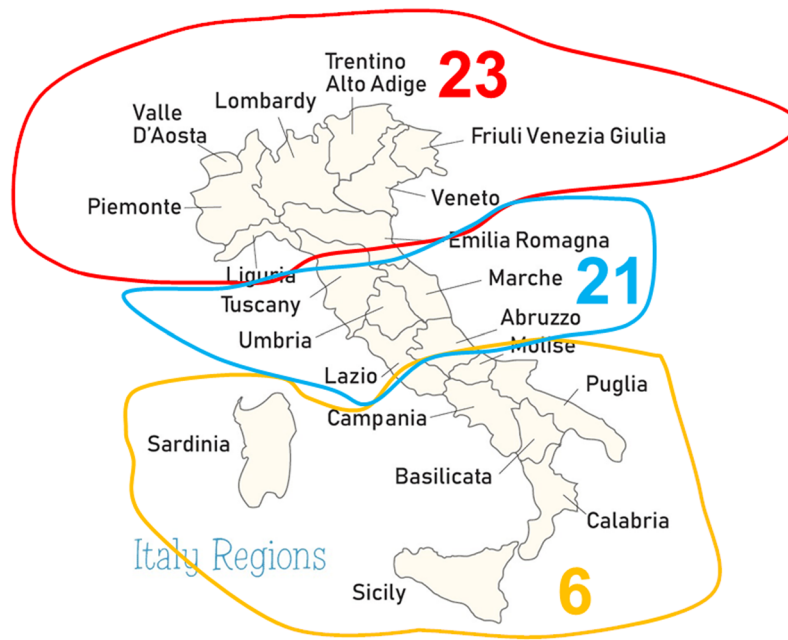 Trentino
Alto Adige
23
Lombardy
Valle
D'Aosta
Friuli Venezia Giulia
Veneto
Piemonte
Emilia Romagna
Liguria
Marche
21
Tuscany
Abruzzo
Umbria
Molise
Lazio
Puglia
Campania
Sardinia
Basilicata
Calabria
Italy Regions
Sicily
6